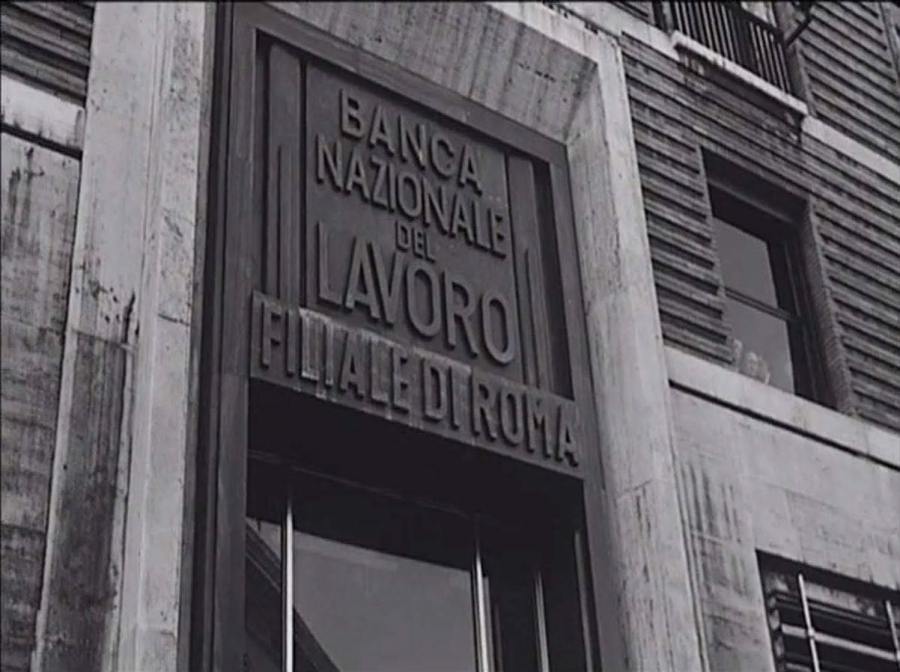 BANCA
NAZIONALE
DEL
LAVORO
FILIALE DI ROMA